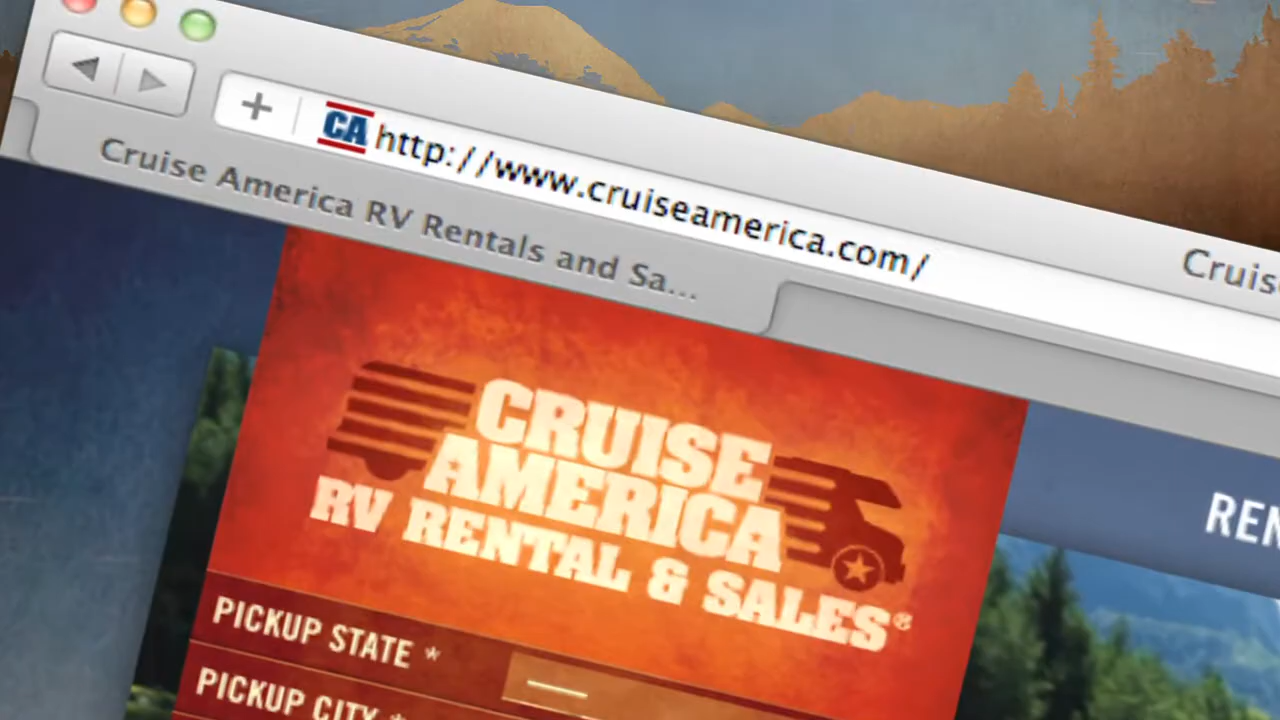 CA http://www.cruiseamerica.com/
Cruis
Cruise America RV Rentals and Sa...
CRUISE
AMERICA
RV RENTAL & SALES®
REN
PICKUP STATE *
PICKUP CITY *